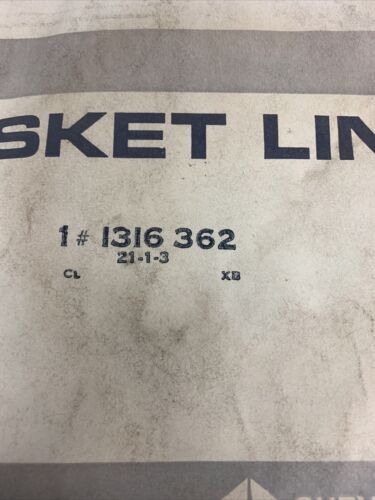 SKET LIN
1# 1316 362
21-1-3
CL XB